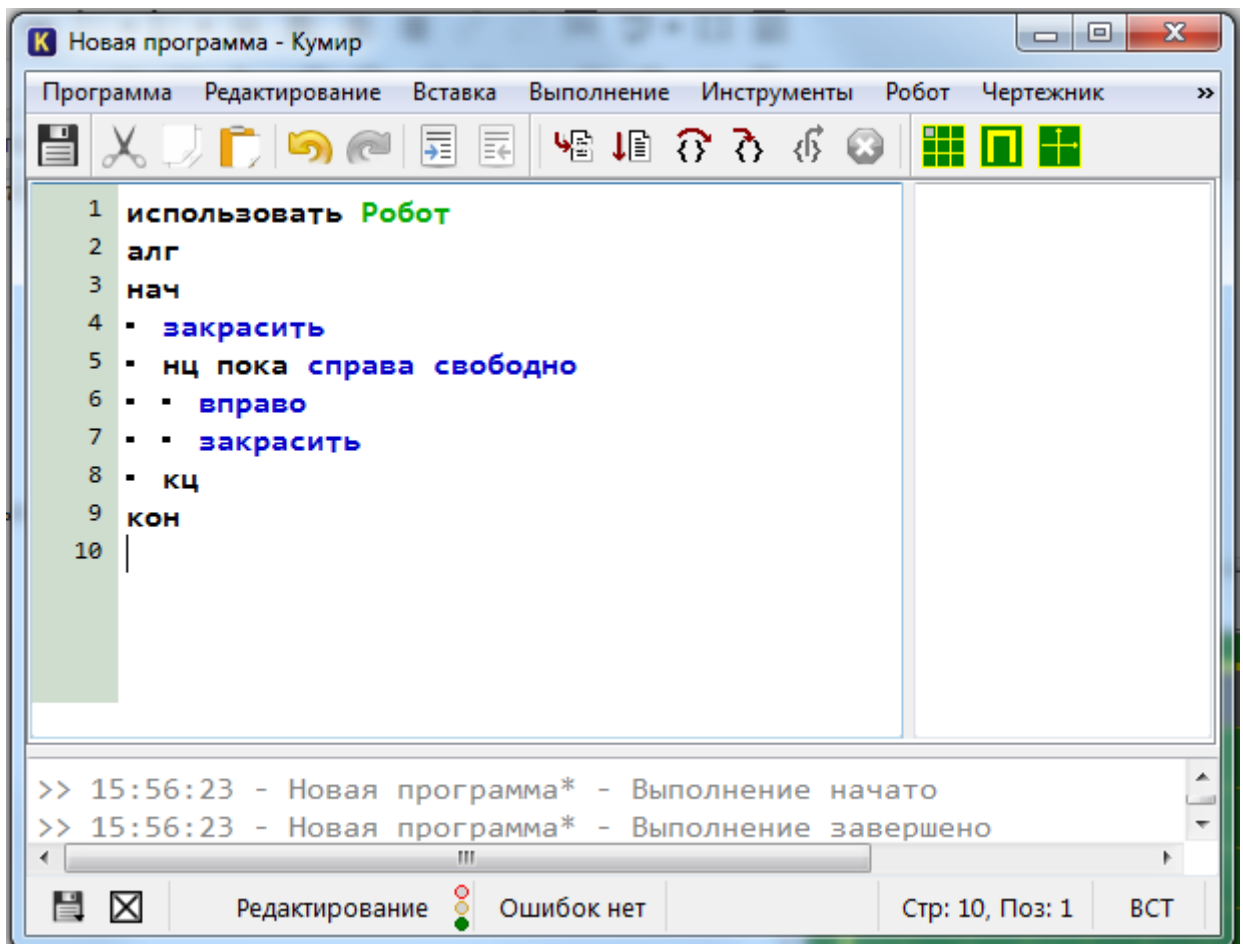 Новая программа - Кумир
Программа Редактирование Вставка Выполнение Инструменты Робот Чертежник »
1 использовать Робот
2 алг
3 нач
4 ▪ закрасить
5 ▪ нц пока справа свободно
6 ▪ ▪ вправо
7 ▪ ▪ закрасить
8 ▪ кц
9 кон
10
>> 15:56:23 - Новая программа* - Выполнение начато
>> 15:56:23 - Новая программа* - Выполнение завершено
Редактирование Ошибок нет Стр: 10, Поз: 1 ВСТ